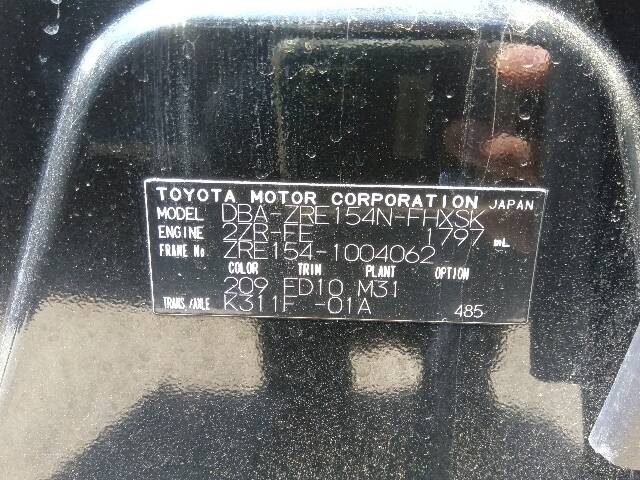 TOYOTA MOTOR CORPORATION JAPAN
MODEL DBA-ZRE154N-FHXSK
ENGINE 2ZR-FE 1797 mL
FRAME No ZRE154-1004062
COLOR TRIM PLANT OPTION
209 FD10 M31
TRANS./AXLE K311F -01A 485